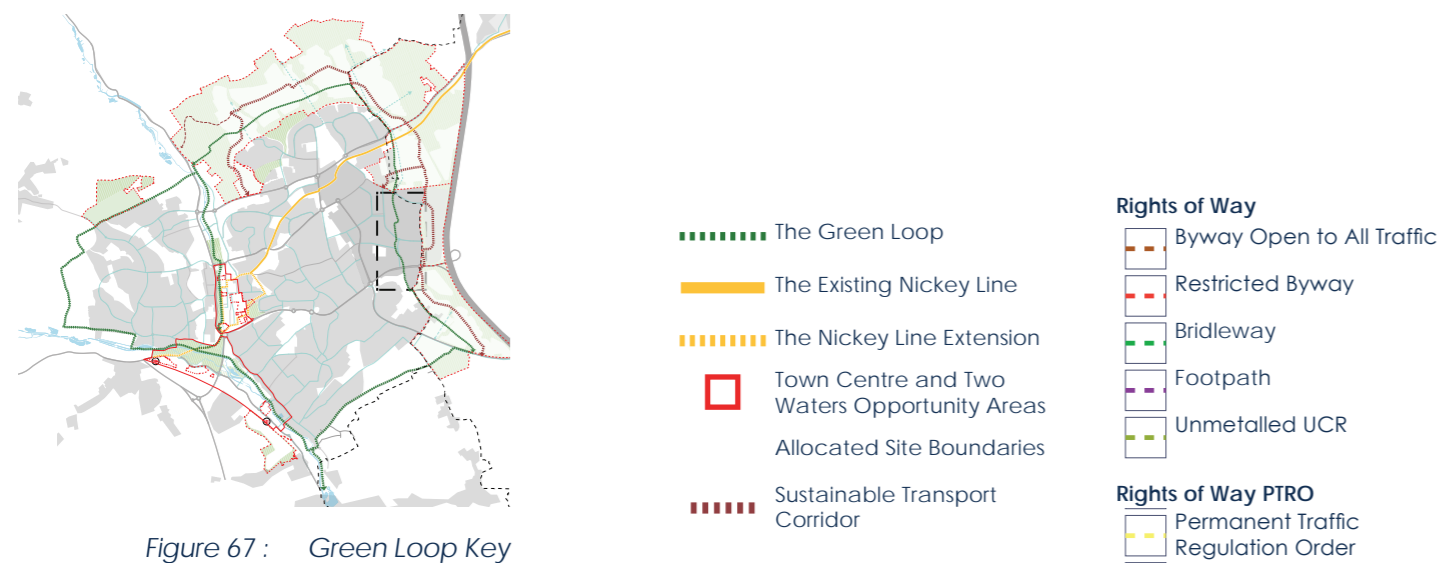 The Green Loop
The Existing Nickey Line
The Nickey Line Extension
Town Centre and Two
Waters Opportunity Areas
Allocated Site Boundaries
Sustainable Transport
Corridor
Rights of Way
Byway Open to All Traffic
Restricted Byway
Bridleway
Footpath
Unmetalled UCR
Rights of Way PTRO
Permanent Traffic
Regulation Order
Figure 67 : Green Loop Key